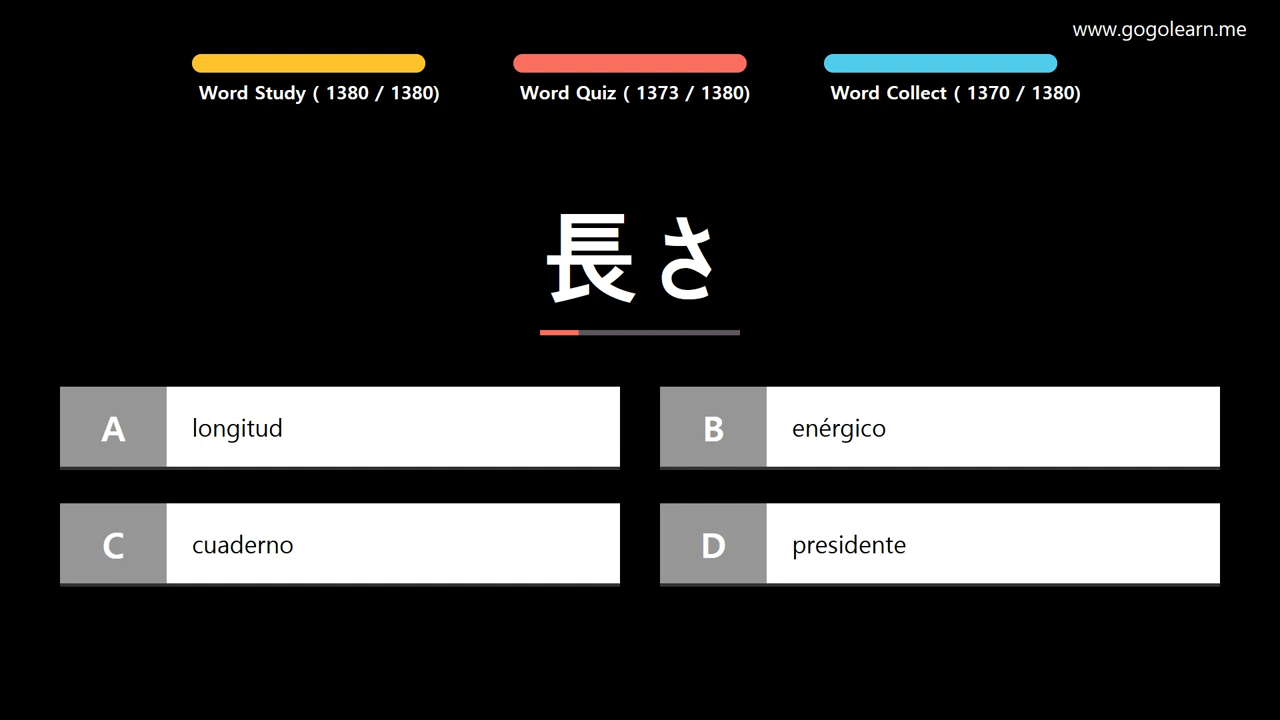 www.gogolearn.me
Word Study ( 1380 / 1380)
Word Quiz ( 1373 / 1380)
Word Collect ( 1370 / 1380)
長さ
A longitud
B enérgico
C cuaderno
D presidente